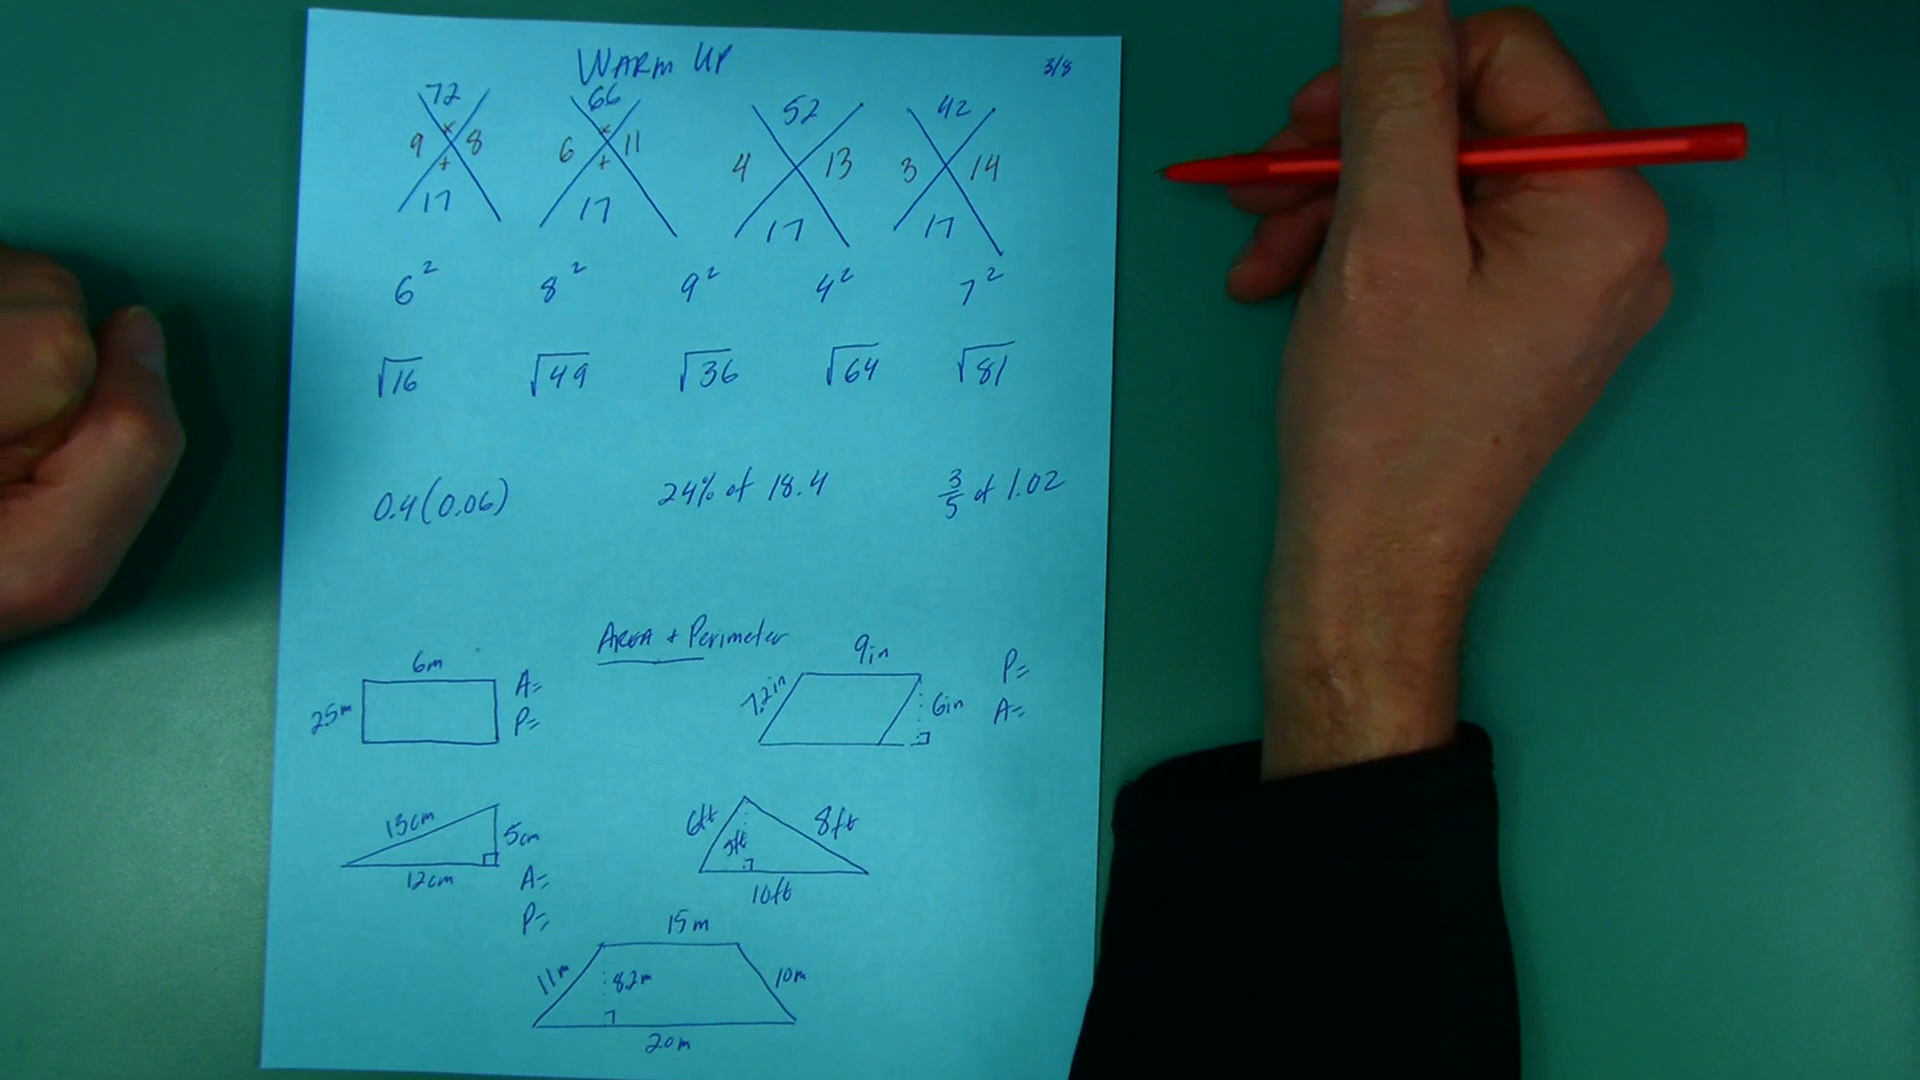 WARM UP 3/8
72 66 52 42
× ×
9 8 6 11 4 13 3 14
+ +
17 17 17 17
6² 8² 9² 4² 7²
√16 √49 √36 √64 √81
0.4(0.06) 24% of 18.4 3/5 of 1.02
AREA + Perimeter
6m 9in
25m A= 7.2in 6in P=
P= A=
13cm 5cm 6ft 5ft 8ft
12cm A= 10ft
P=
15m
11m 8.2m 10m
20m